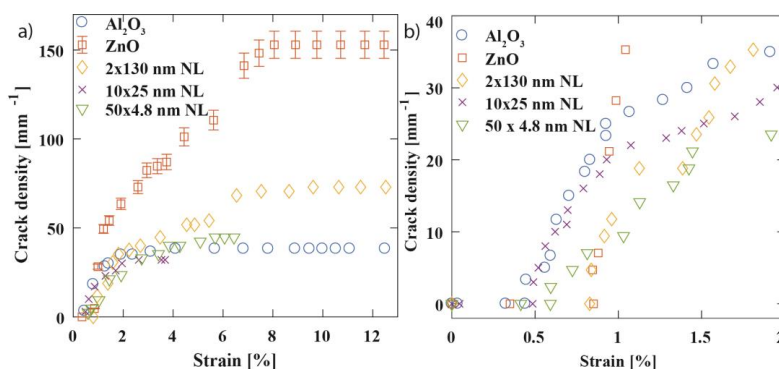 a)
Crack density [mm⁻¹]
150
100
50
0
Al₂O₃
ZnO
2x130 nm NL
10x25 nm NL
50x4.8 nm NL
0 2 4 6 8 10 12
Strain [%]
b)
Crack density [mm⁻¹]
40
30
20
10
0
Al₂O₃
ZnO
2x130 nm NL
10x25 nm NL
50 x 4.8 nm NL
0 0.5 1 1.5 2
Strain [%]